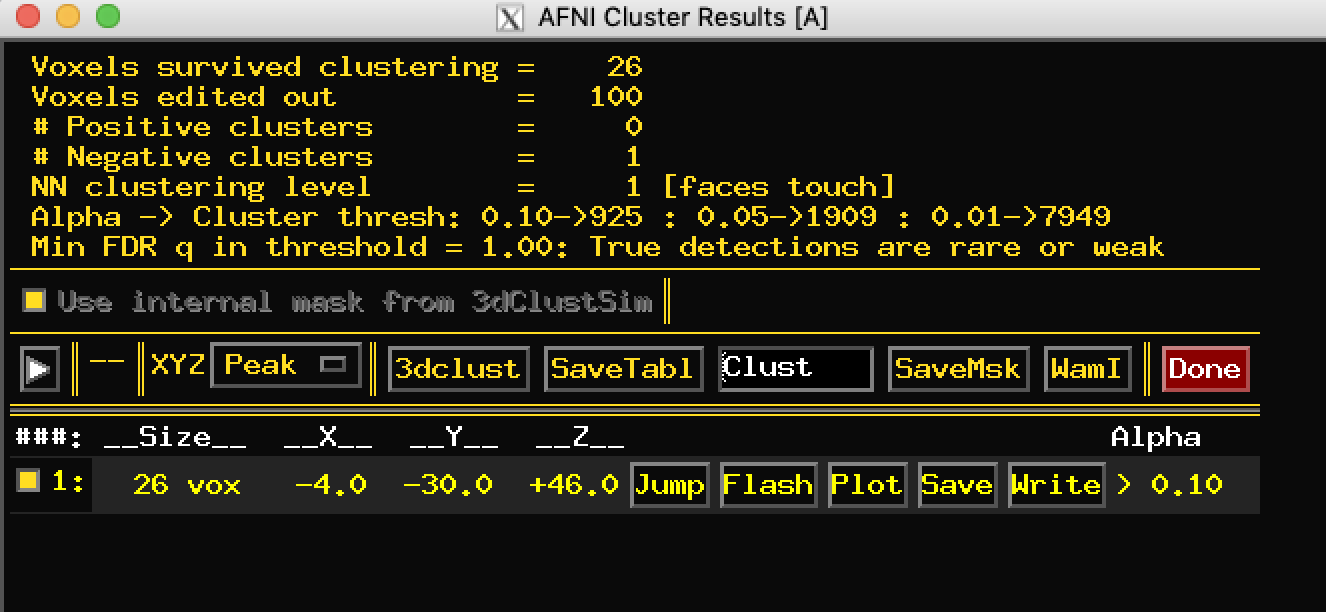 AFNI Cluster Results [A]
Voxels survived clustering = 26
Voxels edited out = 100
# Positive clusters = 0
# Negative clusters = 1
NN clustering level = 1 [faces touch]
Alpha -> Cluster thresh: 0.10->925 : 0.05->1909 : 0.01->7949
Min FDR q in threshold = 1.00: True detections are rare or weak
Use internal mask from 3dClustSim
-- XYZ Peak 3dclust SaveTabl Clust SaveMsk WamI Done
###: __Size__ __X__ __Y__ __Z__ Alpha
1: 26 vox -4.0 -30.0 +46.0 Jump Flash Plot Save Write > 0.10